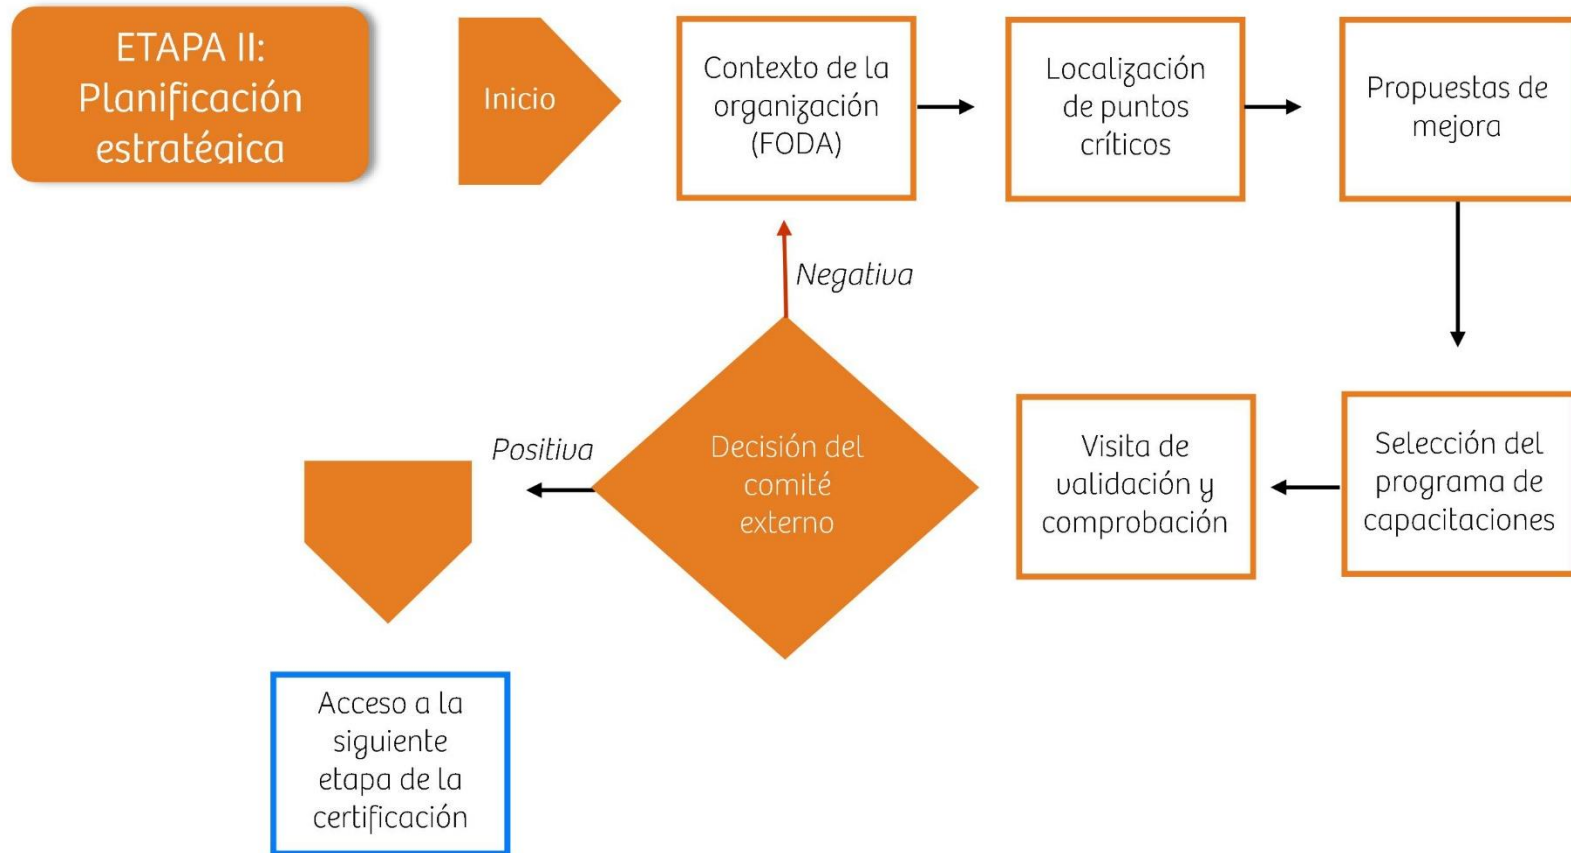 ETAPA II:
Planificación
estratégica
Inicio
Contexto de la
organización
(FODA)
Localización
de puntos
críticos
Propuestas de
mejora
Negativa
Positiva
Decisión del
comité
externo
Visita de
validación y
comprobación
Selección del
programa de
capacitaciones
Acceso a la
siguiente
etapa de la
certificación